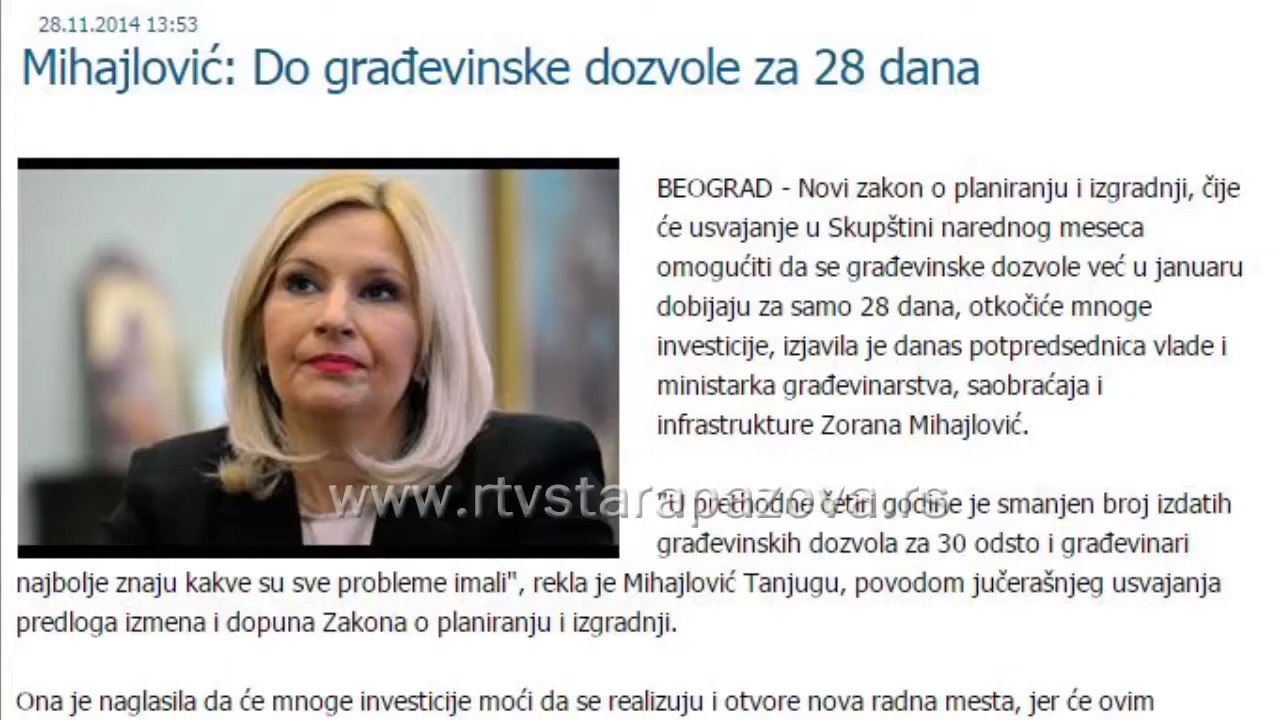 28.11.2014 13:53
Mihajlović: Do građevinske dozvole za 28 dana
BEOGRAD - Novi zakon o planiranju i izgradnji, čije
će usvajanje u Skupštini narednog meseca
omogućiti da se građevinske dozvole već u januaru
dobijaju za samo 28 dana, otkočiće mnoge
investicije, izjavila je danas potpredsednica vlade i
ministarka građevinarstva, saobraćaja i
infrastrukture Zorana Mihajlović.
www.rtvstarapazova.rs
"U prethodne četiri godine je smanjen broj izdatih
građevinskih dozvola za 30 odsto i građevinari
najbolje znaju kakve su sve probleme imali", rekla je Mihajlović Tanjugu, povodom jučerašnjeg usvajanja
predloga izmena i dopuna Zakona o planiranju i izgradnji.
Ona je naglasila da će mnoge investicije moći da se realizuju i otvore nova radna mesta, jer će ovim